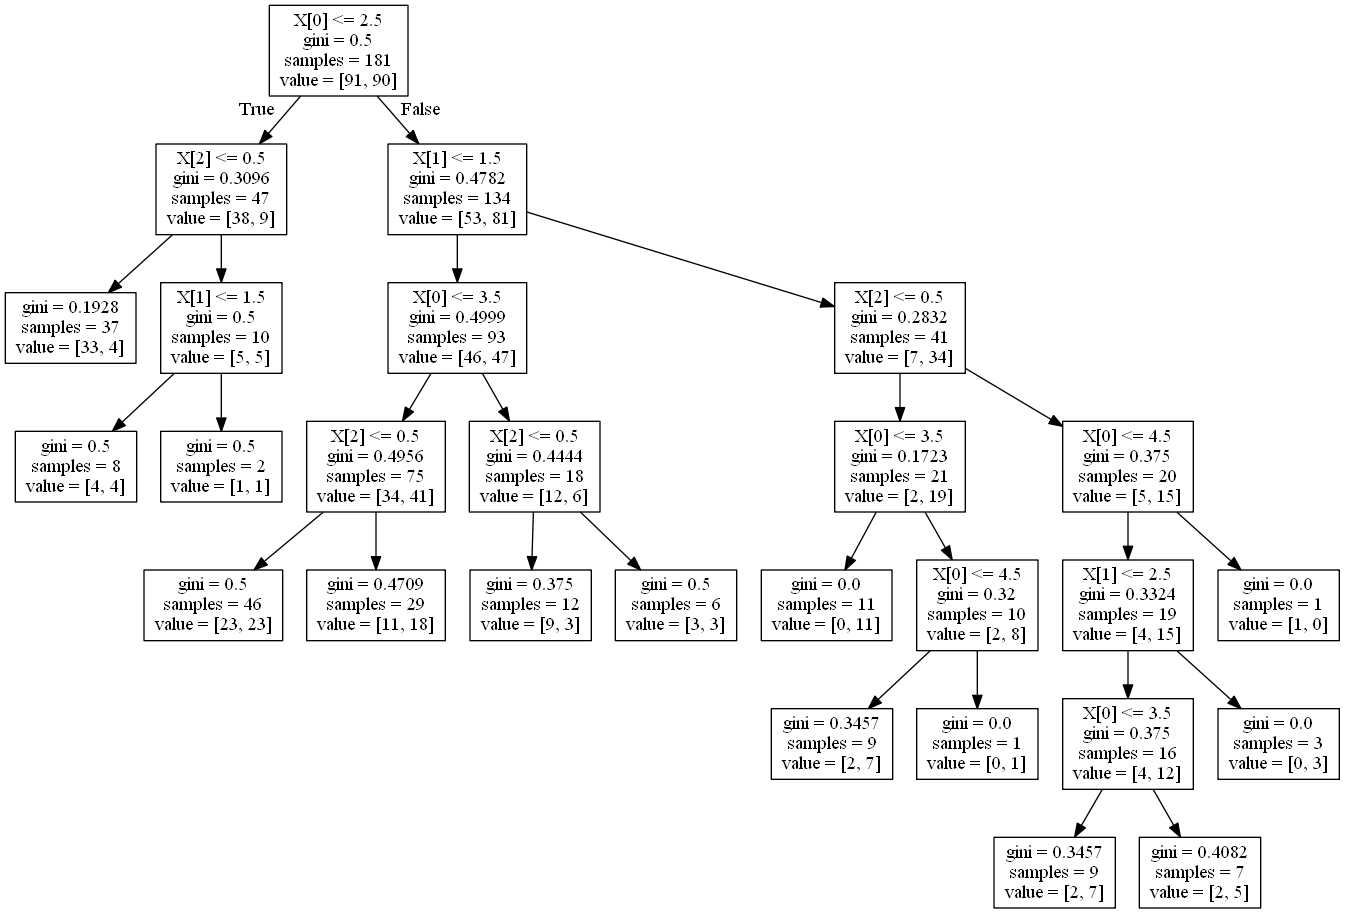 X[0] <= 2.5
gini = 0.5
samples = 181
value = [91, 90]
True
False
X[2] <= 0.5
gini = 0.3096
samples = 47
value = [38, 9]
X[1] <= 1.5
gini = 0.4782
samples = 134
value = [53, 81]
gini = 0.1928
samples = 37
value = [33, 4]
X[1] <= 1.5
gini = 0.5
samples = 10
value = [5, 5]
X[0] <= 3.5
gini = 0.4999
samples = 93
value = [46, 47]
X[2] <= 0.5
gini = 0.2832
samples = 41
value = [7, 34]
gini = 0.5
samples = 8
value = [4, 4]
gini = 0.5
samples = 2
value = [1, 1]
X[2] <= 0.5
gini = 0.4956
samples = 75
value = [34, 41]
X[2] <= 0.5
gini = 0.4444
samples = 18
value = [12, 6]
X[0] <= 3.5
gini = 0.1723
samples = 21
value = [2, 19]
X[0] <= 4.5
gini = 0.375
samples = 20
value = [5, 15]
gini = 0.5
samples = 46
value = [23, 23]
gini = 0.4709
samples = 29
value = [11, 18]
gini = 0.375
samples = 12
value = [9, 3]
gini = 0.5
samples = 6
value = [3, 3]
gini = 0.0
samples = 11
value = [0, 11]
X[0] <= 4.5
gini = 0.32
samples = 10
value = [2, 8]
X[1] <= 2.5
gini = 0.3324
samples = 19
value = [4, 15]
gini = 0.0
samples = 1
value = [1, 0]
gini = 0.3457
samples = 9
value = [2, 7]
gini = 0.0
samples = 1
value = [0, 1]
X[0] <= 3.5
gini = 0.375
samples = 16
value = [4, 12]
gini = 0.0
samples = 3
value = [0, 3]
gini = 0.3457
samples = 9
value = [2, 7]
gini = 0.4082
samples = 7
value = [2, 5]